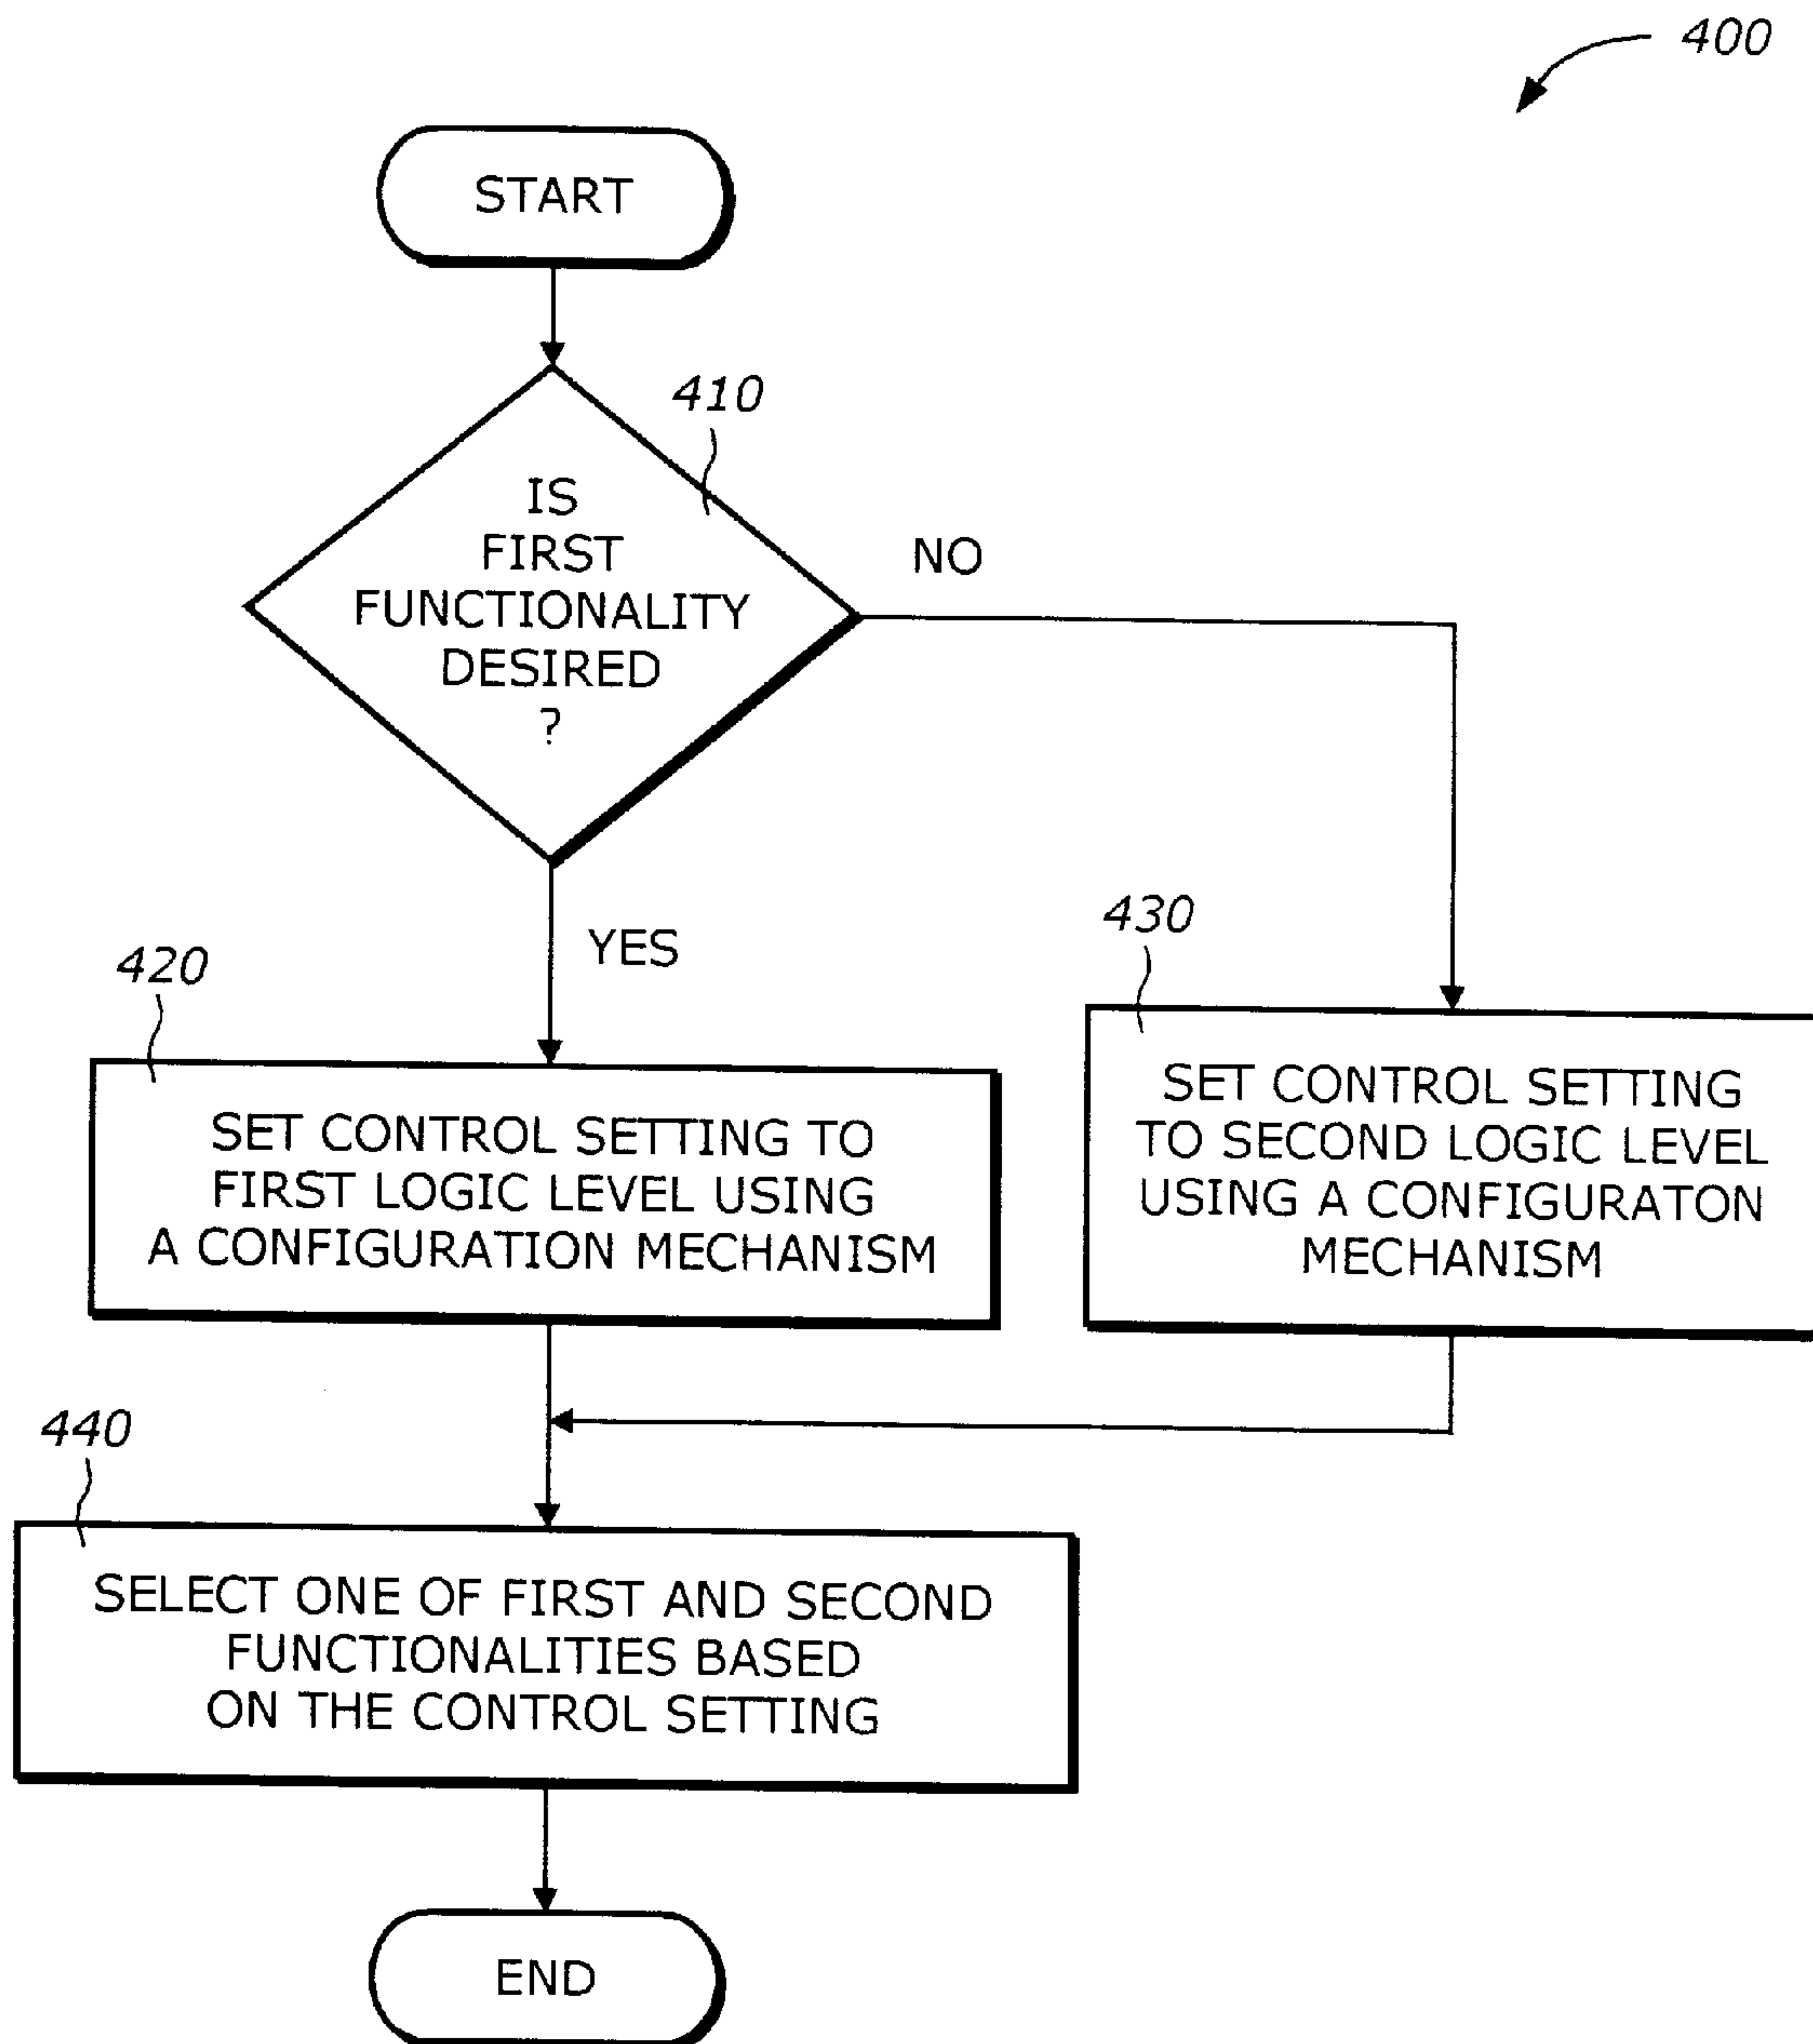 400
START
410
IS
FIRST
FUNCTIONALITY
DESIRED
?
NO
YES
420
SET CONTROL SETTING TO
FIRST LOGIC LEVEL USING
A CONFIGURATION MECHANISM
430
SET CONTROL SETTING
TO SECOND LOGIC LEVEL
USING A CONFIGURATON
MECHANISM
440
SELECT ONE OF FIRST AND SECOND
FUNCTIONALITIES BASED
ON THE CONTROL SETTING
END